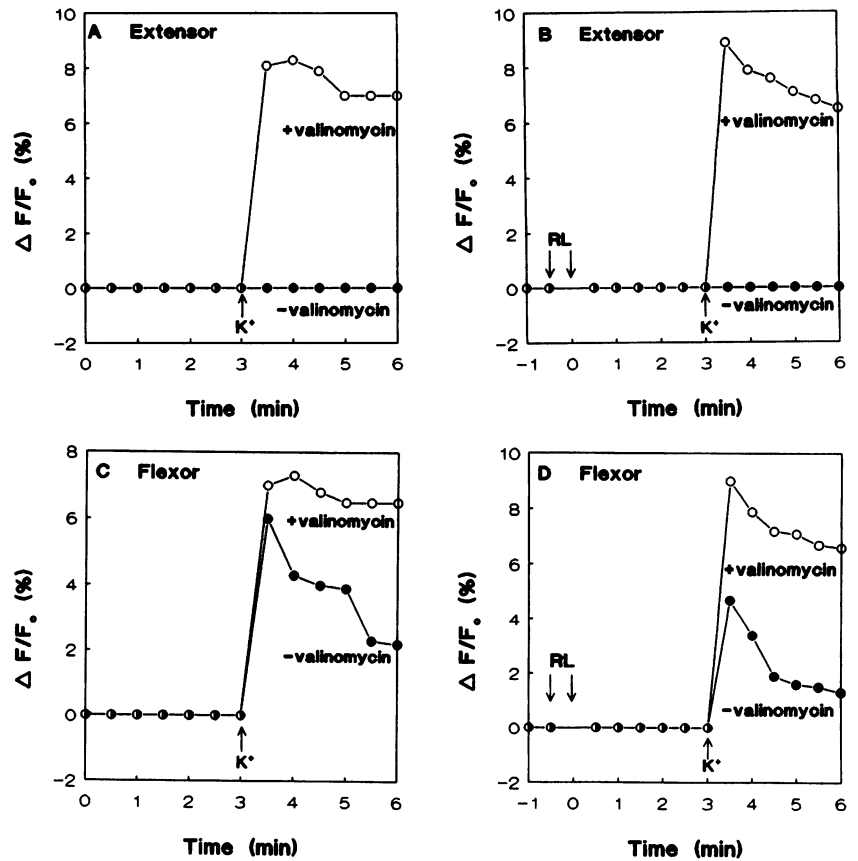 A Extensor
10
8
6
4
2
0
-2
Δ F/F₀ (%)
+valinomycin
-valinomycin
K⁺
0 1 2 3 4 5 6
Time (min)
B Extensor
10
8
6
4
2
0
-2
Δ F/F₀ (%)
RL
+valinomycin
-valinomycin
K⁺
-1 0 1 2 3 4 5 6
Time (min)
C Flexor
8
6
4
2
0
-2
Δ F/F₀ (%)
+valinomycin
-valinomycin
K⁺
0 1 2 3 4 5 6
Time (min)
D Flexor
10
8
6
4
2
0
-2
Δ F/F₀ (%)
RL
+valinomycin
-valinomycin
K⁺
-1 0 1 2 3 4 5 6
Time (min)